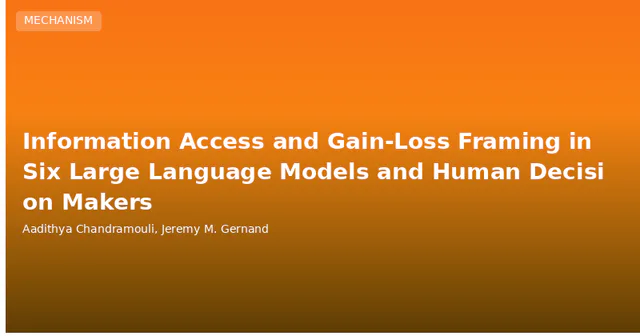 MECHANISM
Information Access and Gain-Loss Framing in
Six Large Language Models and Human Decisi
on Makers
Aadithya Chandramouli, Jeremy M. Gernand